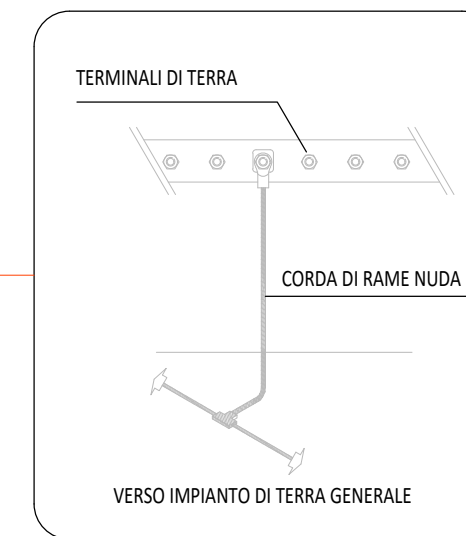 TERMINALI DI TERRA
CORDA DI RAME NUDA
VERSO IMPIANTO DI TERRA GENERALE